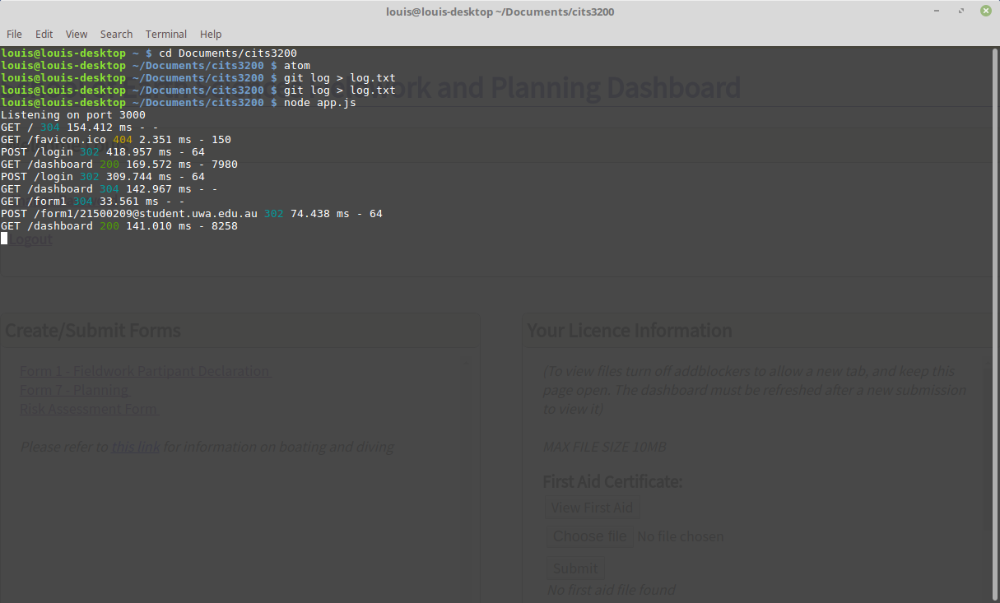 louis@louis-desktop ~/Documents/cits3200
File Edit View Search Terminal Help
louis@louis-desktop ~ $ cd Documents/cits3200
louis@louis-desktop ~/Documents/cits3200 $ atom
louis@louis-desktop ~/Documents/cits3200 $ git log > log.txt
louis@louis-desktop ~/Documents/cits3200 $ git log > log.txt
louis@louis-desktop ~/Documents/cits3200 $ node app.js
Listening on port 3000
GET / 304 154.412 ms - -
GET /favicon.ico 404 2.351 ms - 150
POST /login 302 418.957 ms - 64
GET /dashboard 200 169.572 ms - 7980
POST /login 302 309.744 ms - 64
GET /dashboard 304 142.967 ms - -
GET /form1 304 33.561 ms - -
POST /form1/21500209@student.uwa.edu.au 302 74.438 ms - 64
GET /dashboard 200 141.010 ms - 8258
and Planning Dashboard
Logout
Create/Submit Forms
Form 1 - Fieldwork Partipant Declaration
Form 7 - Planning
Risk Assessment Form
Please refer to this link for information on boating and diving
Your Licence Information
(To view files turn off addblockers to allow a new tab, and keep this
page open. The dashboard must be refreshed after a new submission
to view it)
MAX FILE SIZE 10MB
First Aid Certificate:
View First Aid
Choose file No file chosen
Submit
No first aid file found